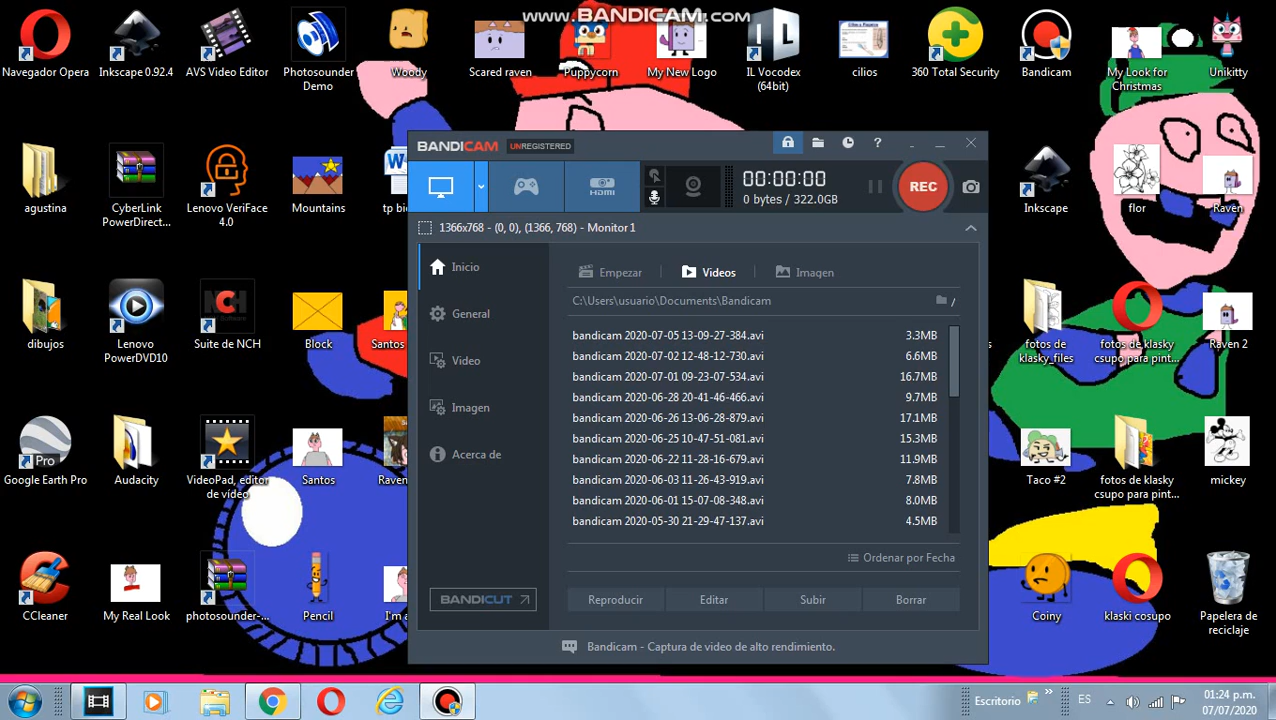 www.BANDICAM.com
Navegador Opera
Inkscape 0.92.4
AVS Video Editor
Photosounder
Demo
Woody
Scared raven
Puppycorn
My New Logo
IL Vocodex
(64bit)
cilios
360 Total Security
Bandicam
My Look for
Christmas
Unikitty
agustina
CyberLink
PowerDirect...
Lenovo VeriFace
4.0
Mountains
tp bio
Inkscape
flor
Raven
dibujos
Lenovo
PowerDVD10
NCH
Software
Suite de NCH
Block
Santos
fotos de
klasky_files
fotos de klasky
csupo para pint...
Raven 2
Pro
Google Earth Pro
Audacity
VideoPad, editor
de vídeo
Santos
Raven
Taco #2
fotos de klasky
csupo para pint...
mickey
CCleaner
My Real Look
photosounder-...
Pencil
I'm a
Coiny
klaski cosupo
Papelera de
reciclaje
BANDICAM UNREGISTERED
?
HDMI
00:00:00
0 bytes / 322.0GB
REC
1366x768 - (0, 0), (1366, 768) - Monitor 1
Inicio
General
Video
Imagen
Acerca de
BANDICUT
Empezar
Videos
Imagen
C:\Users\usuario\Documents\Bandicam
/
bandicam 2020-07-05 13-09-27-384.avi 3.3MB
bandicam 2020-07-02 12-48-12-730.avi 6.6MB
bandicam 2020-07-01 09-23-07-534.avi 16.7MB
bandicam 2020-06-28 20-41-46-466.avi 9.7MB
bandicam 2020-06-26 13-06-28-879.avi 17.1MB
bandicam 2020-06-25 10-47-51-081.avi 15.3MB
bandicam 2020-06-22 11-28-16-679.avi 11.9MB
bandicam 2020-06-03 11-26-43-919.avi 7.8MB
bandicam 2020-06-01 15-07-08-348.avi 8.0MB
bandicam 2020-05-30 21-29-47-137.avi 4.5MB
Ordenar por Fecha
Reproducir
Editar
Subir
Borrar
Bandicam - Captura de video de alto rendimiento.
Escritorio
»
ES
01:24 p.m.
07/07/2020